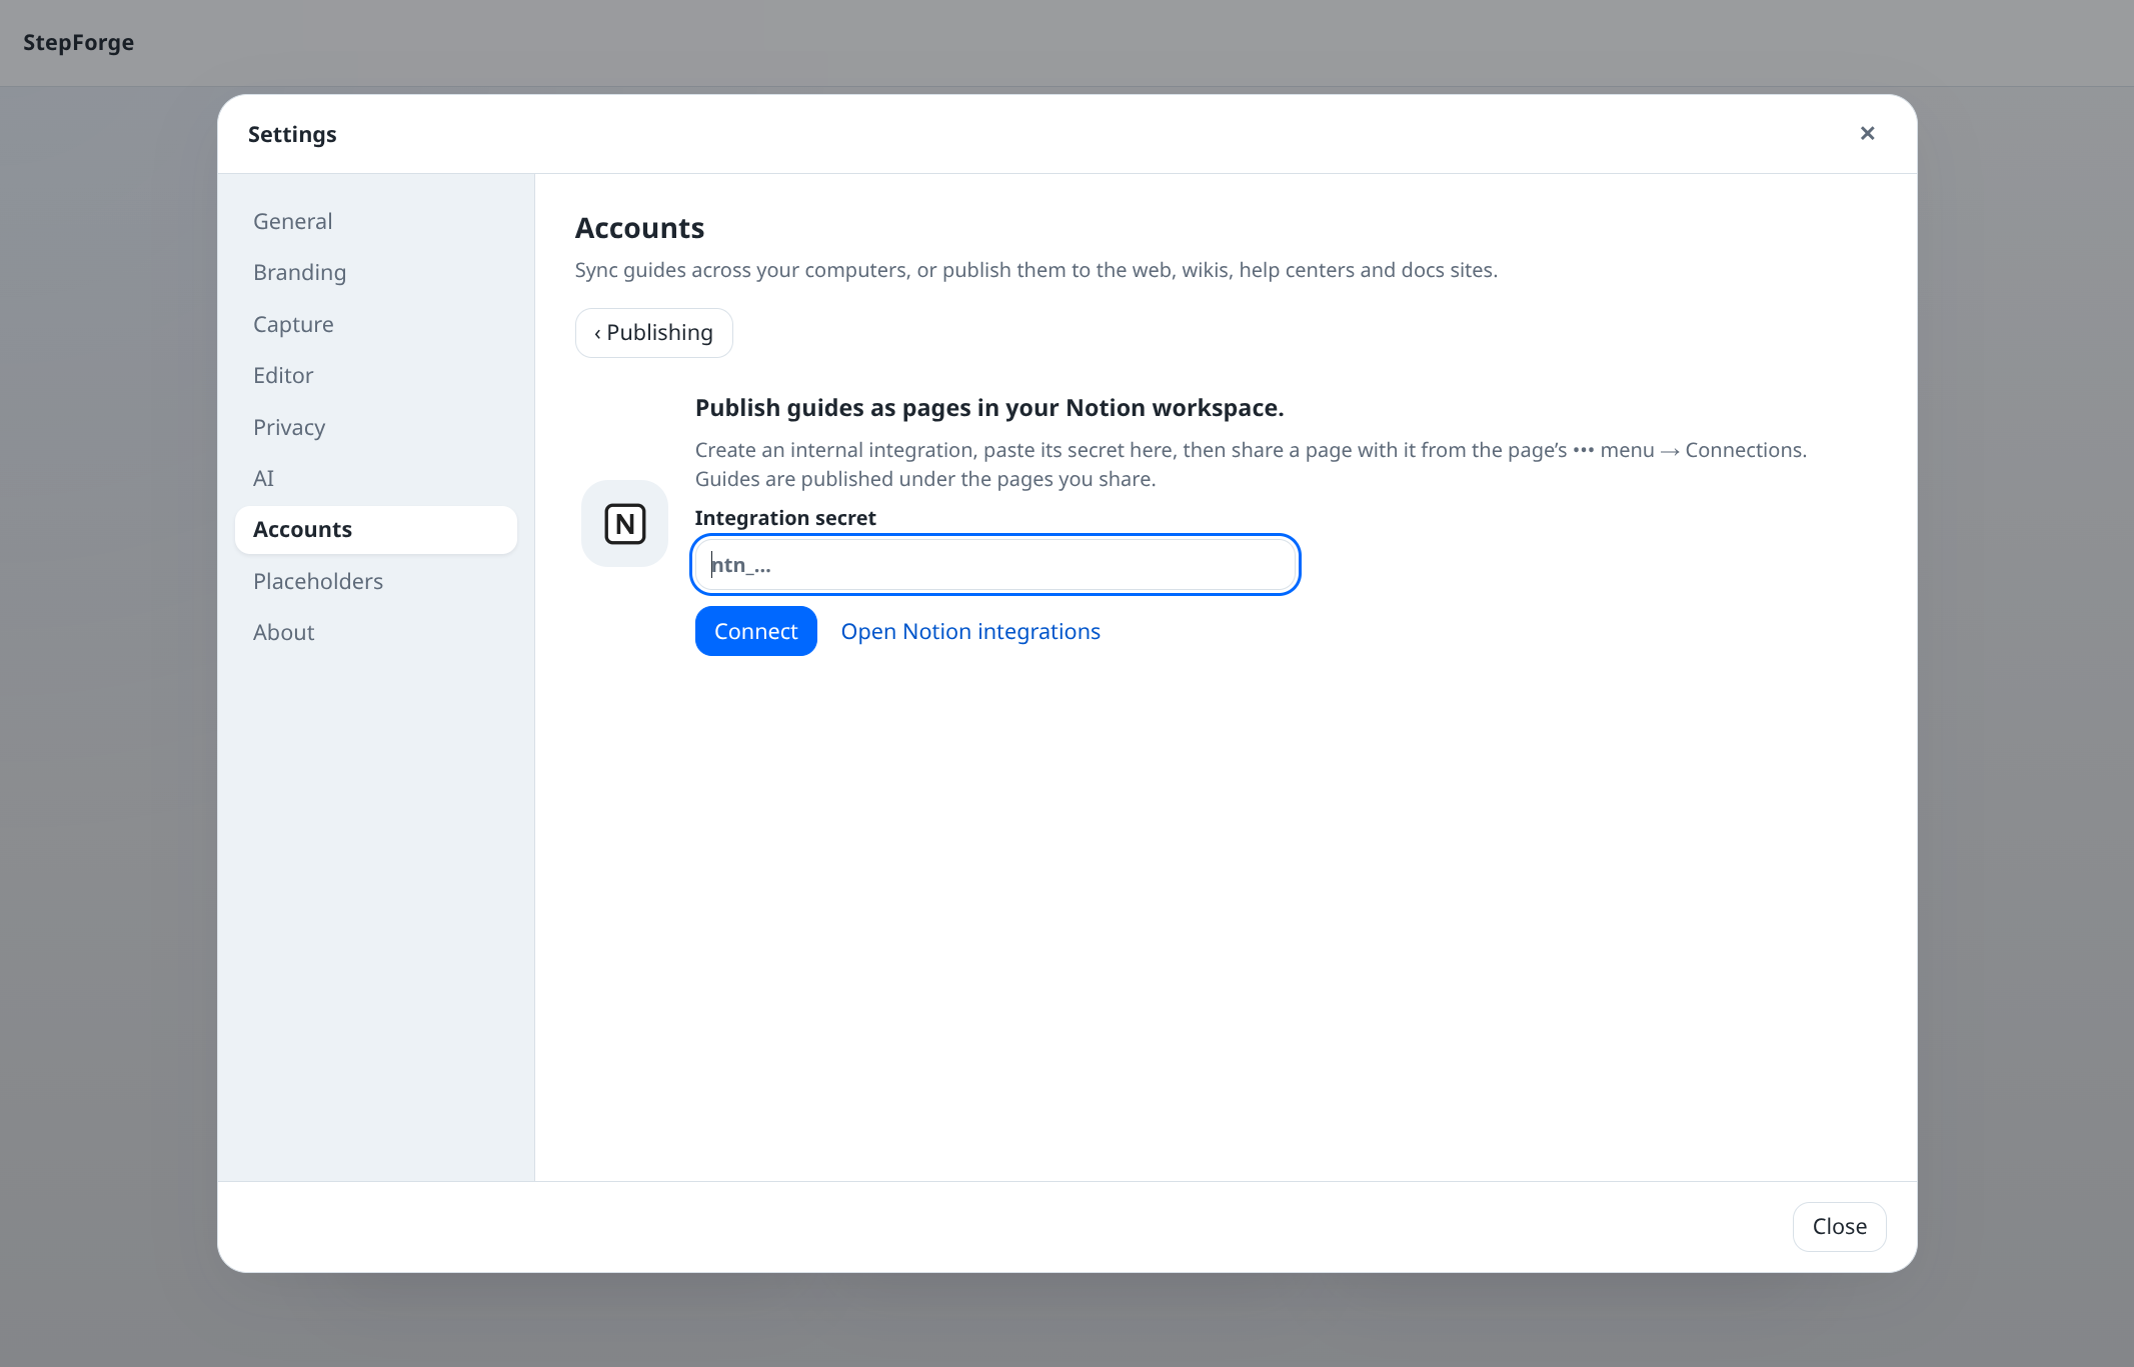 StepForge
Settings
×
General
Branding
Capture
Editor
Privacy
AI
Accounts
Placeholders
About
Accounts
Sync guides across your computers, or publish them to the web, wikis, help centers and docs sites.
‹ Publishing
Publish guides as pages in your Notion workspace.
Create an internal integration, paste its secret here, then share a page with it from the page’s ••• menu → Connections.
Guides are published under the pages you share.
N
Integration secret
ntn_…
Connect
Open Notion integrations
Close